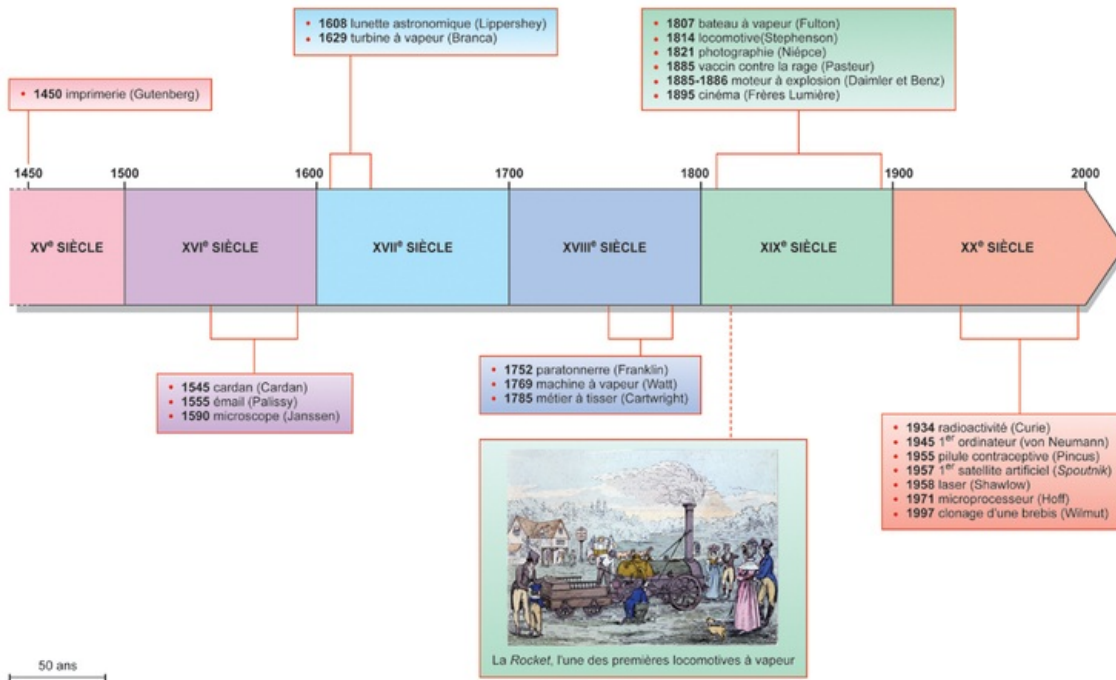 • 1608 lunette astronomique (Lippershey)
• 1629 turbine à vapeur (Branca)
• 1807 bateau à vapeur (Fulton)
• 1814 locomotive(Stephenson)
• 1821 photographie (Niépce)
• 1885 vaccin contre la rage (Pasteur)
• 1885-1886 moteur à explosion (Daimler et Benz)
• 1895 cinéma (Frères Lumière)
• 1450 imprimerie (Gutenberg)
1450 1500 1600 1700 1800 1900 2000
XVe SIÈCLE XVIe SIÈCLE XVIIe SIÈCLE XVIIIe SIÈCLE XIXe SIÈCLE XXe SIÈCLE
• 1545 cardan (Cardan)
• 1555 émail (Palissy)
• 1590 microscope (Janssen)
• 1752 paratonnerre (Franklin)
• 1769 machine à vapeur (Watt)
• 1785 métier à tisser (Cartwright)
• 1934 radioactivité (Curie)
• 1945 1er ordinateur (von Neumann)
• 1955 pilule contraceptive (Pincus)
• 1957 1er satellite artificiel (Spoutnik)
• 1958 laser (Shawlow)
• 1971 microprocesseur (Hoff)
• 1997 clonage d'une brebis (Wilmut)
La Rocket, l'une des premières locomotives à vapeur
50 ans